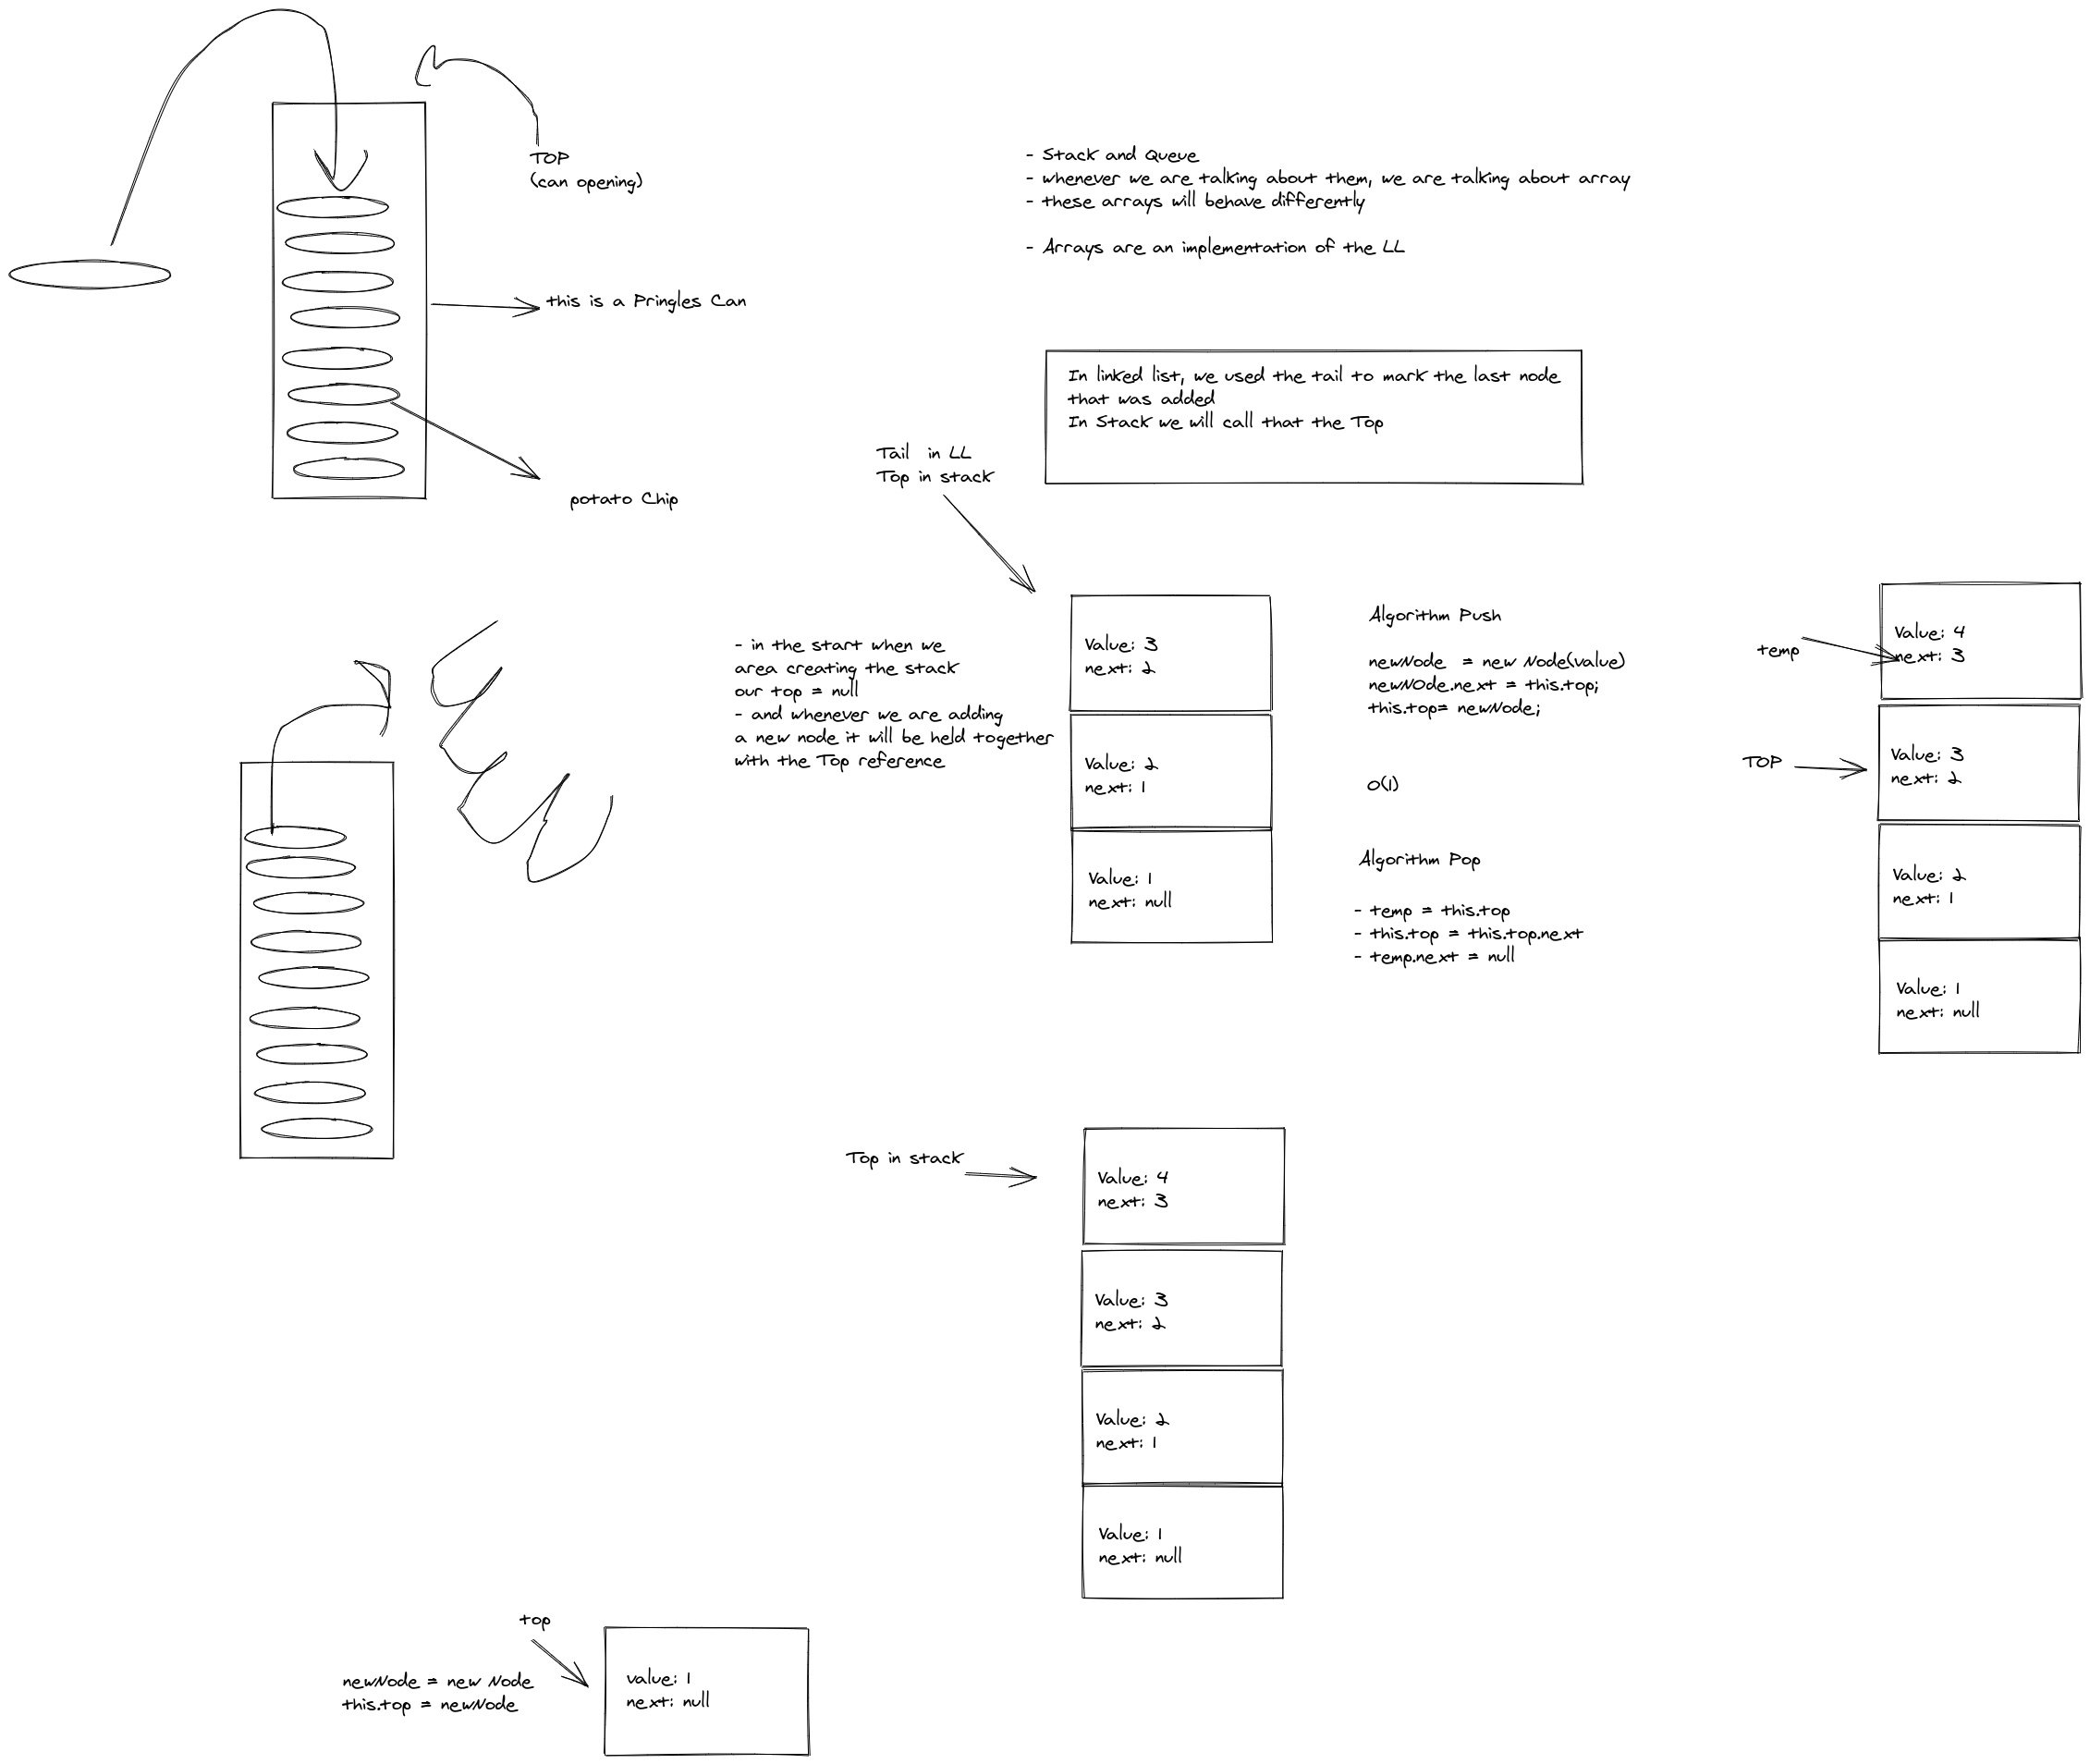 TOP
(can opening)
this is a Pringles Can
potato Chip
- Stack and Queue
- whenever we are talking about them, we are talking about array
- these arrays will behave differently
- Arrays are an implementation of the LL
In linked list, we used the tail to mark the last node
that was added
In Stack we will call that the Top
Tail in LL
Top in stack
- in the start when we
area creating the stack
our top = null
- and whenever we are adding
a new node it will be held together
with the Top reference
Value: 3
next: 2
Value: 2
next: 1
Value: 1
next: null
Algorithm Push
newNode = new Node(value)
newNOde.next = this.top;
this.top= newNode;
O(1)
Algorithm Pop
- temp = this.top
- this.top = this.top.next
- temp.next = null
temp
TOP
Value: 4
next: 3
Value: 3
next: 2
Value: 2
next: 1
Value: 1
next: null
Top in stack
Value: 4
next: 3
Value: 3
next: 2
Value: 2
next: 1
Value: 1
next: null
top
newNode = new Node
this.top = newNode
value: 1
next: null